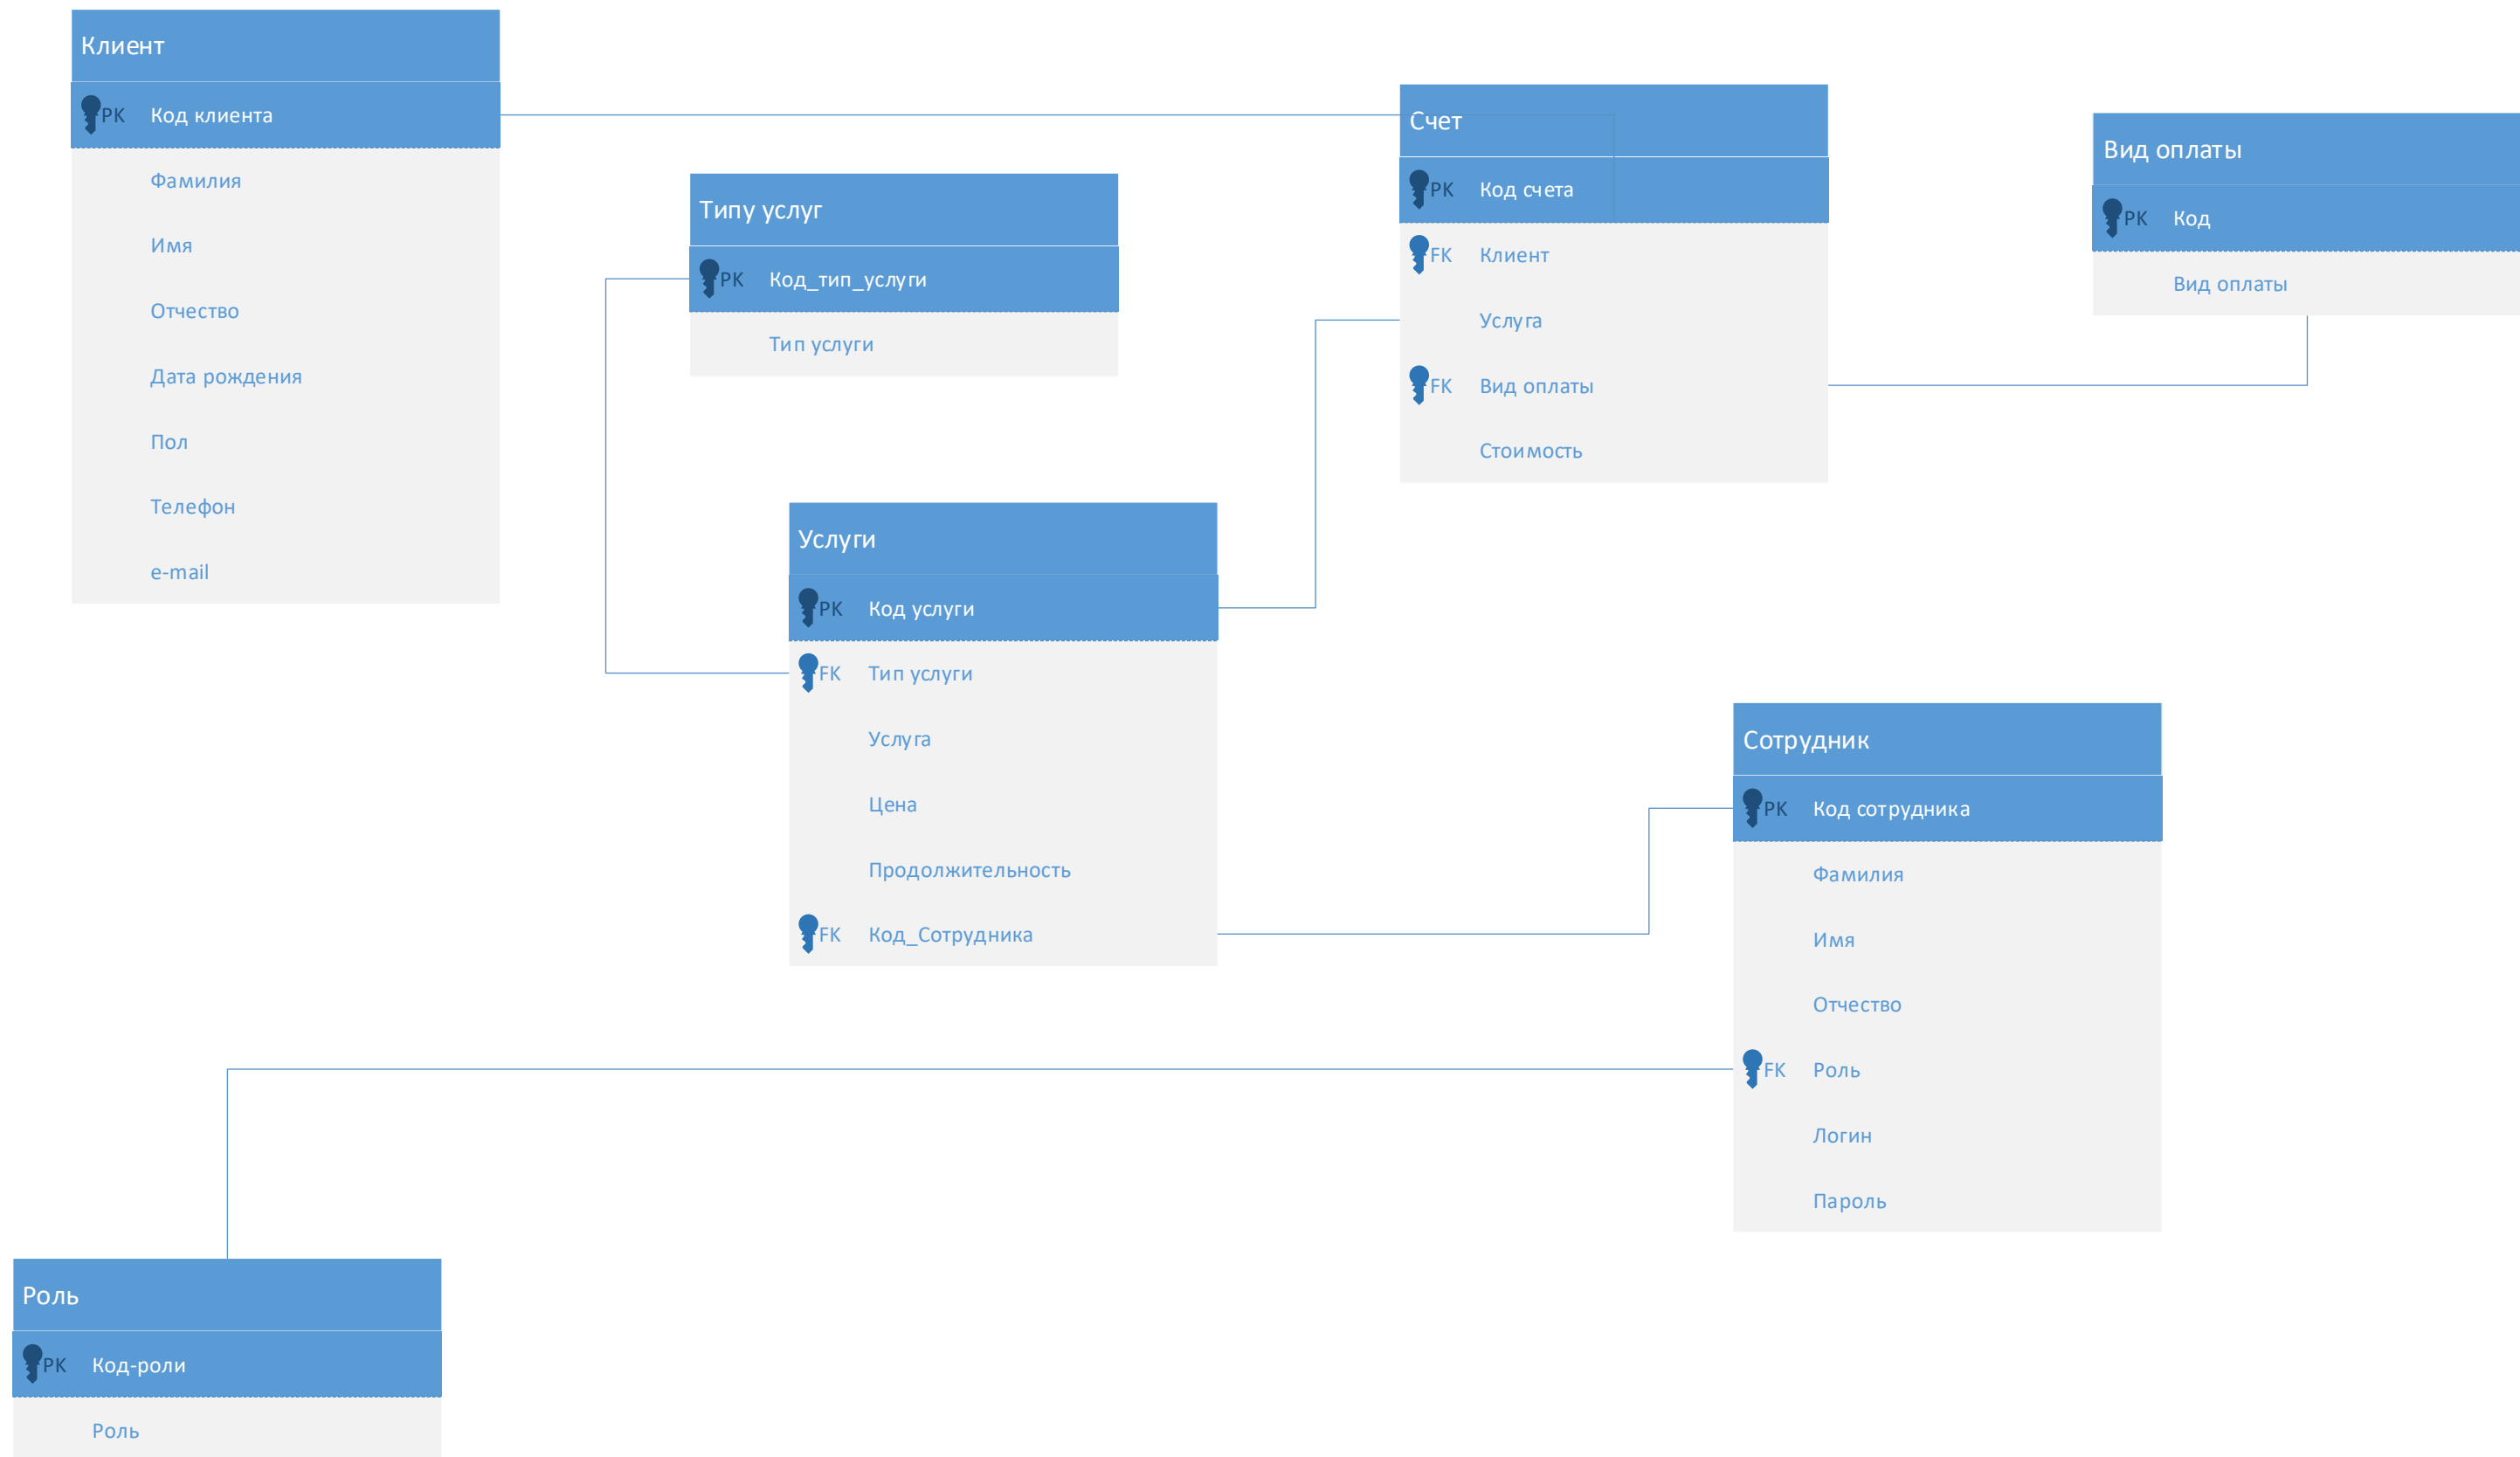 Клиент
PK Код клиента
Фамилия
Имя
Отчество
Дата рождения
Пол
Телефон
e-mail
Типу услуг
PK Код_тип_услуги
Тип услуги
Счет
PK Код счета
FK Клиент
Услуга
FK Вид оплаты
Стоимость
Вид оплаты
PK Код
Вид оплаты
Услуги
PK Код услуги
FK Тип услуги
Услуга
Цена
Продолжительность
FK Код_Сотрудника
Сотрудник
PK Код сотрудника
Фамилия
Имя
Отчество
FK Роль
Логин
Пароль
Роль
PK Код-роли
Роль